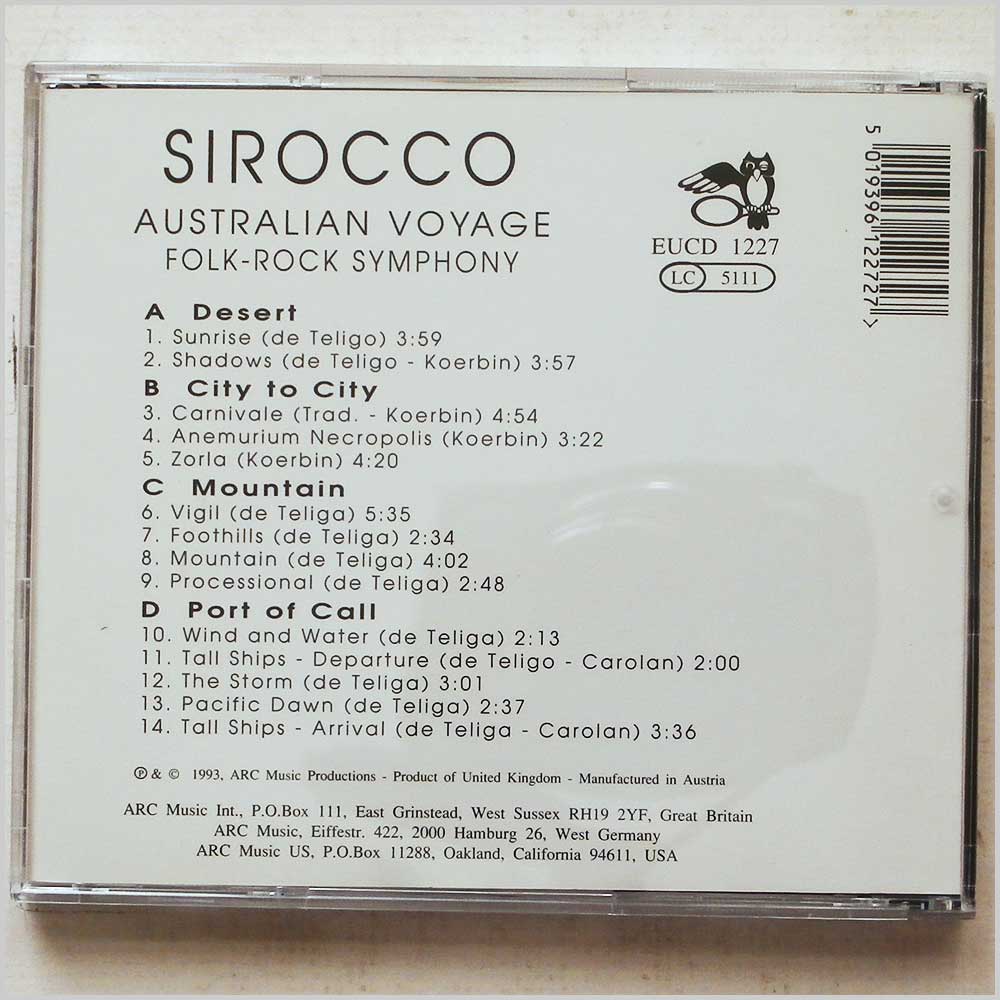 SIROCCO
AUSTRALIAN VOYAGE
FOLK-ROCK SYMPHONY
EUCD 1227
LC 5111
5 019396 122727 >
A Desert
1. Sunrise (de Teligo) 3:59
2. Shadows (de Teligo - Koerbin) 3:57
B City to City
3. Carnivale (Trad. - Koerbin) 4:54
4. Anemurium Necropolis (Koerbin) 3:22
5. Zorla (Koerbin) 4:20
C Mountain
6. Vigil (de Teliga) 5:35
7. Foothills (de Teliga) 2:34
8. Mountain (de Teliga) 4:02
9. Processional (de Teliga) 2:48
D Port of Call
10. Wind and Water (de Teliga) 2:13
11. Tall Ships - Departure (de Teligo - Carolan) 2:00
12. The Storm (de Teliga) 3:01
13. Pacific Dawn (de Teliga) 2:37
14. Tall Ships - Arrival (de Teliga - Carolan) 3:36
℗ & © 1993, ARC Music Productions - Product of United Kingdom - Manufactured in Austria
ARC Music Int., P.O.Box 111, East Grinstead, West Sussex RH19 2YF, Great Britain
ARC Music, Eiffestr. 422, 2000 Hamburg 26, West Germany
ARC Music US, P.O.Box 11288, Oakland, California 94611, USA